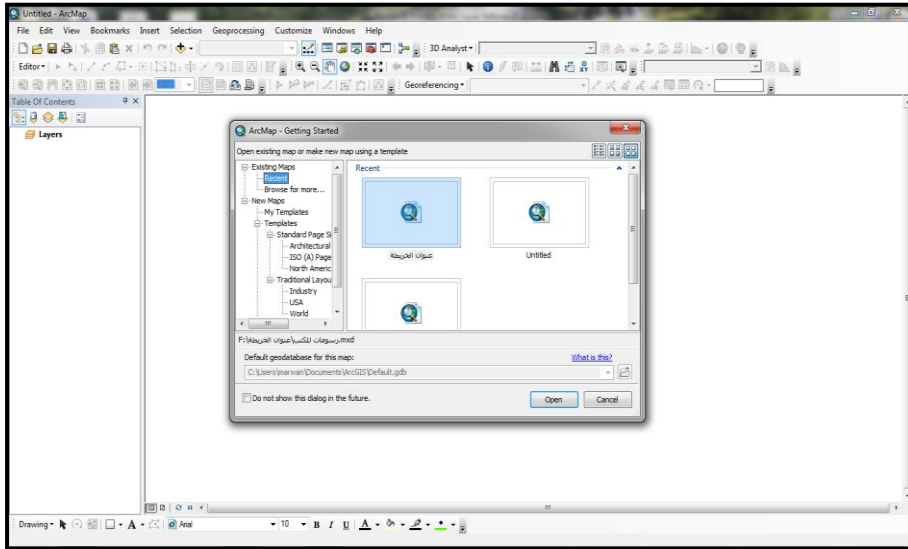 Untitled - ArcMap
File Edit View Bookmarks Insert Selection Geoprocessing Customize Windows Help
3D Analyst
Editor
Georeferencing
Table Of Contents
Layers
ArcMap - Getting Started
Open existing map or make new map using a template
Existing Maps
Recent
Browse for more...
New Maps
My Templates
Templates
Standard Page Si
Architectural
ISO (A) Page
North Americ
Traditional Layou
Industry
USA
World
Recent
عنوان الخريطة
Untitled
F:\رسومات للكتب\عنوان الخريطة.mxd
Default geodatabase for this map:
What is this?
C:\Users\marwan\Documents\ArcGIS\Default.gdb
Do not show this dialog in the future.
Open
Cancel
Drawing A Arial 10 B I U A